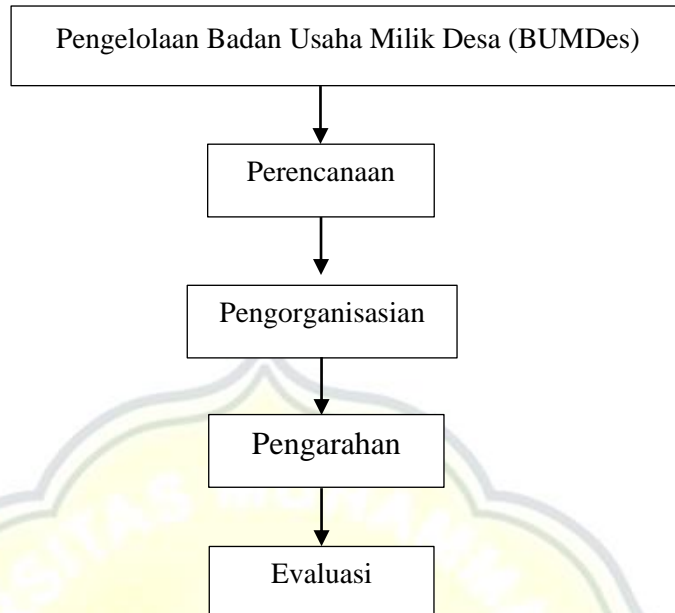 Pengelolaan Badan Usaha Milik Desa (BUMDes)
Perencanaan
Pengorganisasian
Pengarahan
Evaluasi